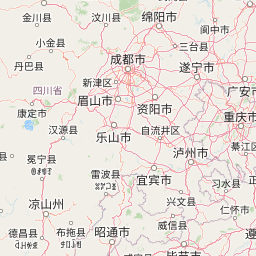 金川县
汶川县
绵阳市
阆中市
小金县
三台县
丹巴县
成都市
遂宁市
新津区
四川省
眉山市
资阳市
广安
康定市
重庆
汉源县
乐山市
自流井区
綦江
泸州市
冕宁县
雷波县
宜宾市
习水县
凉山州
兴文县
仁怀市
德昌县
布拖县
昭通市
威信县
遵
毕节市